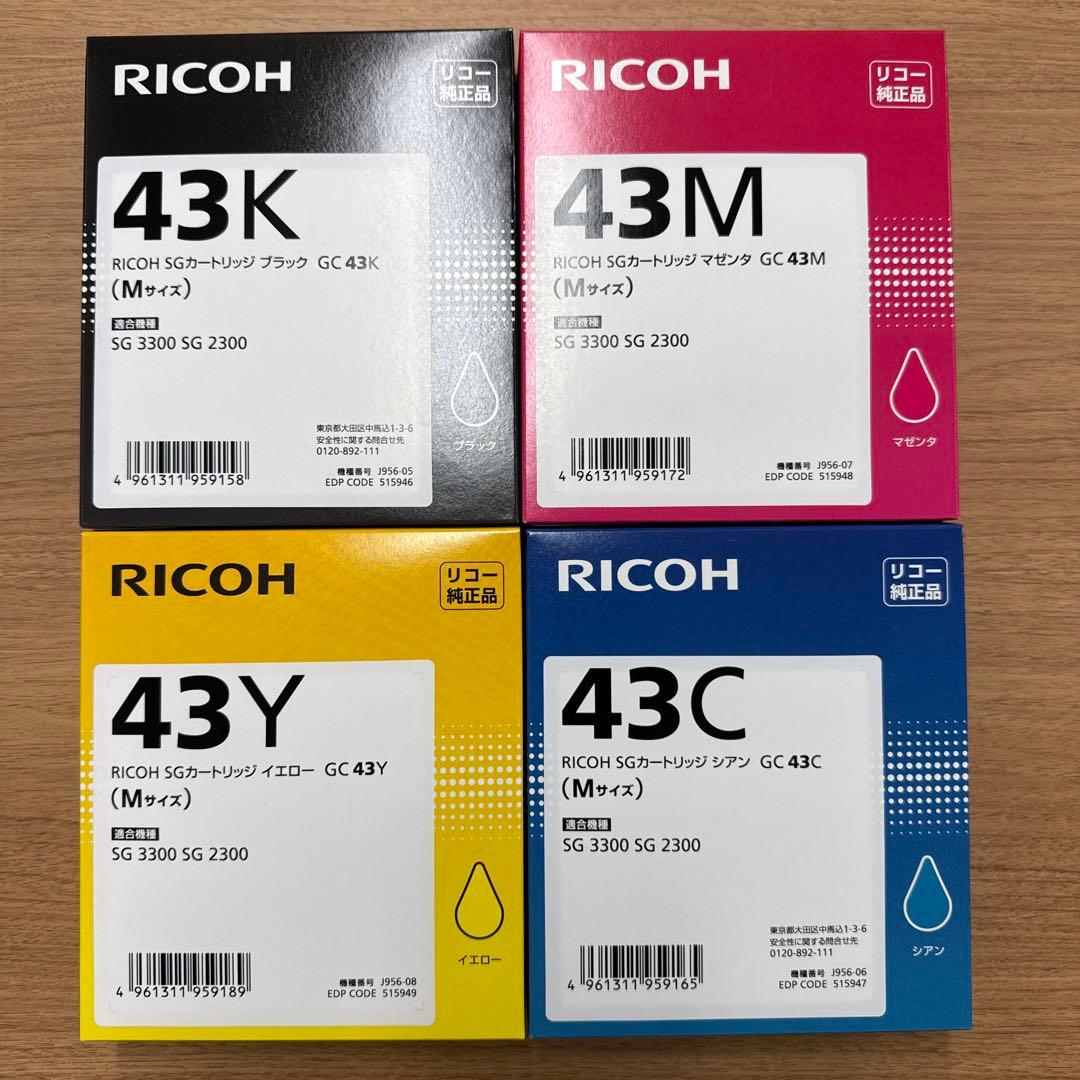 RICOH
リコー
純正品
43K
RICOH SGカートリッジ ブラック GC 43K
(Mサイズ)
適合機種
SG 3300 SG 2300
ブラック
東京都大田区中馬込1-3-6
安全性に関する問合せ先
0120-892-111
4 961311 959158
機種番号 J956-05
EDP CODE 515946
RICOH
リコー
純正品
43M
RICOH SGカートリッジ マゼンタ GC 43M
(Mサイズ)
適合機種
SG 3300 SG 2300
マゼンタ
4 961311 959172
機種番号 J956-07
EDP CODE 515948
RICOH
リコー
純正品
43Y
RICOH SGカートリッジ イエロー GC 43Y
(Mサイズ)
適合機種
SG 3300 SG 2300
イエロー
4 961311 959189
機種番号 J956-08
EDP CODE 515949
RICOH
リコー
純正品
43C
RICOH SGカートリッジ シアン GC 43C
(Mサイズ)
適合機種
SG 3300 SG 2300
シアン
東京都大田区中馬込1-3-6
安全性に関する問合せ先
0120-892-111
4 961311 959165
機種番号 J956-06
EDP CODE 515947